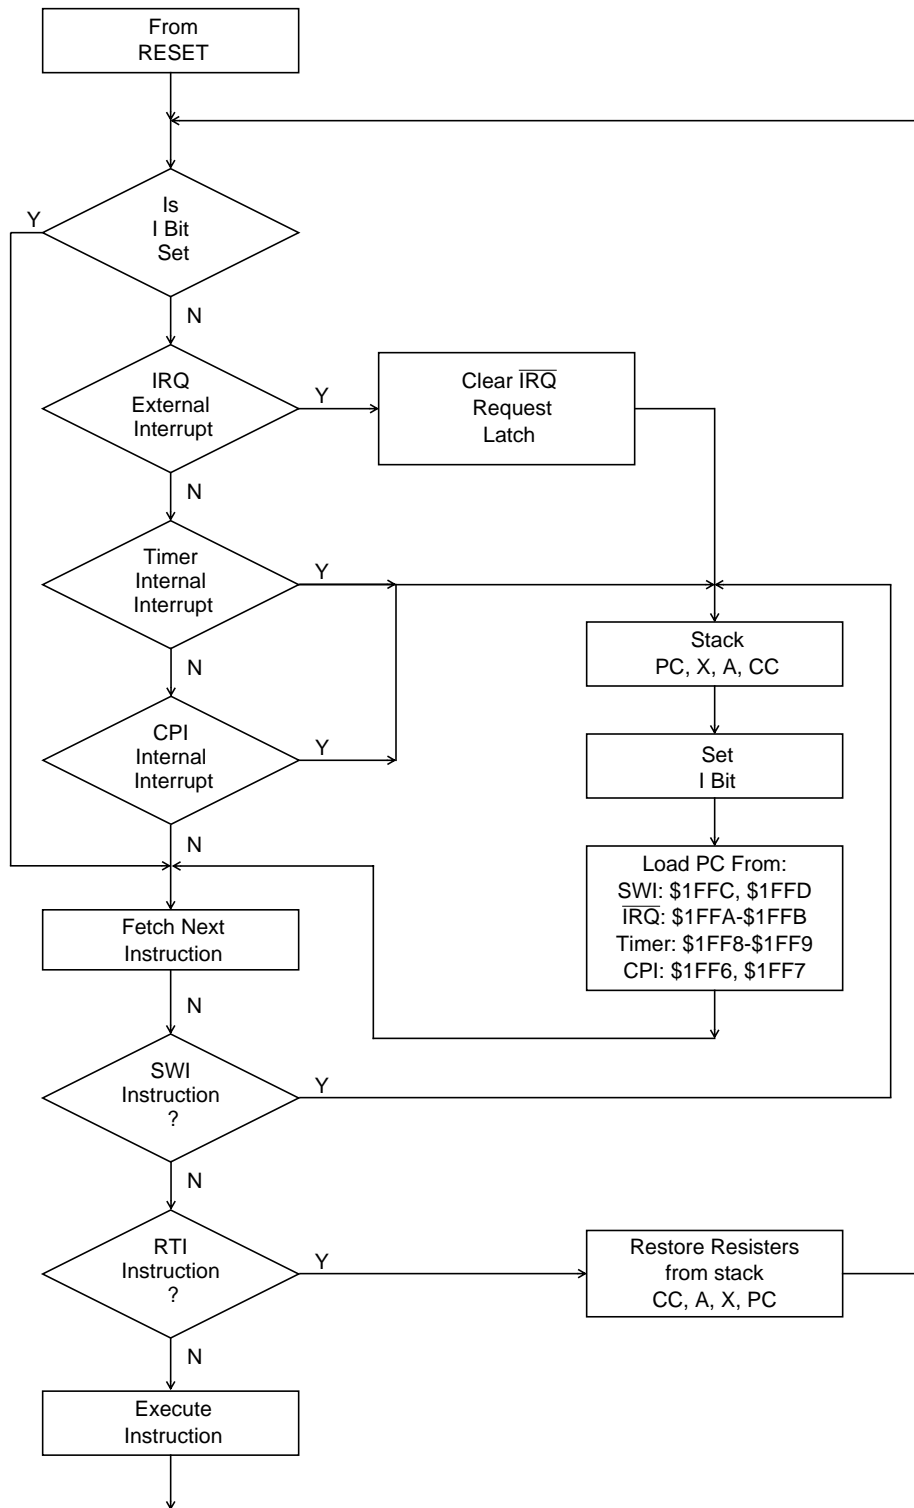 From
RESET
Is
I Bit
Set
Y
N
IRQ
External
Interrupt
Y
Clear IRQ
Request
Latch
N
Timer
Internal
Interrupt
Y
Stack
PC, X, A, CC
N
CPI
Internal
Interrupt
Y
Set
I Bit
N
Load PC From:
SWI: $1FFC, $1FFD
IRQ: $1FFA-$1FFB
Timer: $1FF8-$1FF9
CPI: $1FF6, $1FF7
Fetch Next
Instruction
N
SWI
Instruction
?
Y
N
RTI
Instruction
?
Y
Restore Resisters
from stack
CC, A, X, PC
N
Execute
Instruction